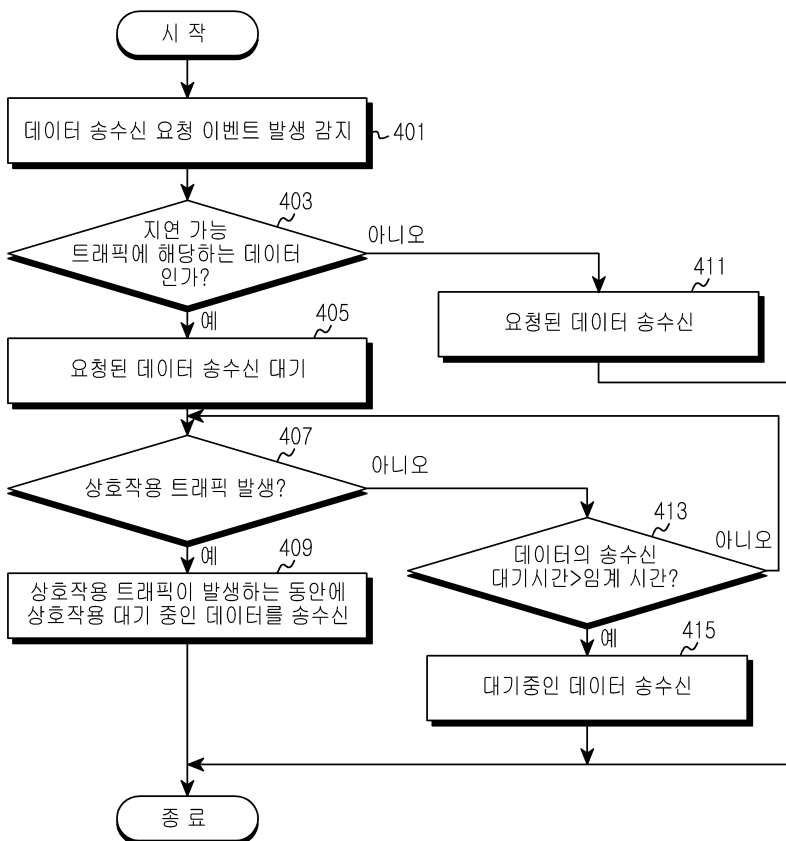 시 작
데이터 송수신 요청 이벤트 발생 감지
401
403
지연 가능
트래픽에 해당하는 데이터
인가?
아니오
예
411
요청된 데이터 송수신
405
요청된 데이터 송수신 대기
407
상호작용 트래픽 발생?
아니오
예
413
데이터의 송수신
대기시간>임계 시간?
아니오
예
409
상호작용 트래픽이 발생하는 동안에
상호작용 대기 중인 데이터를 송수신
415
대기중인 데이터 송수신
종 료